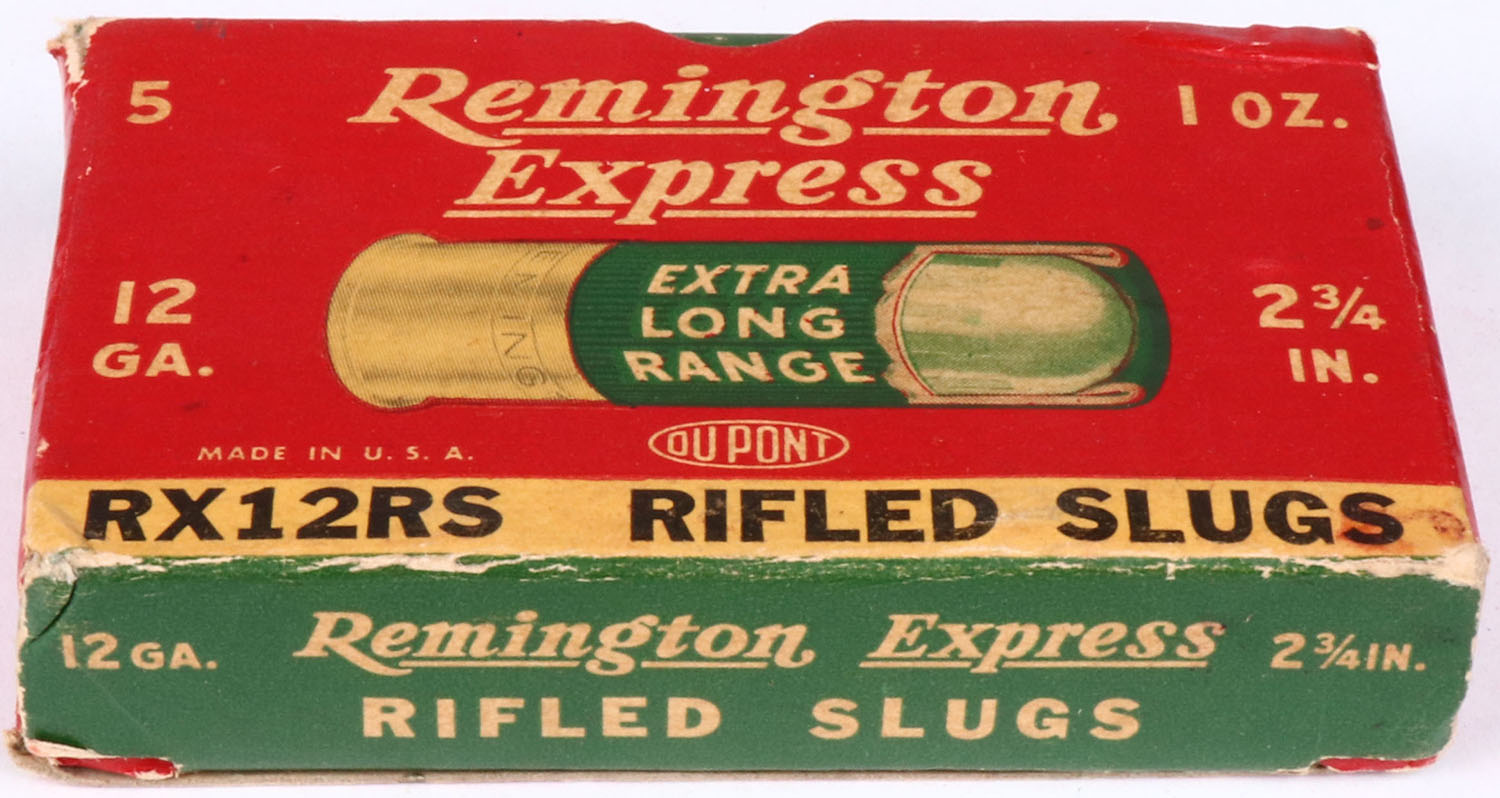 5 Remington 1 OZ.
Express
12 GA.
EXTRA LONG RANGE
2 3/4 IN.
MADE IN U. S. A.
DU PONT
RX12RS RIFLED SLUGS
12 GA. Remington Express 2 3/4 IN.
RIFLED SLUGS